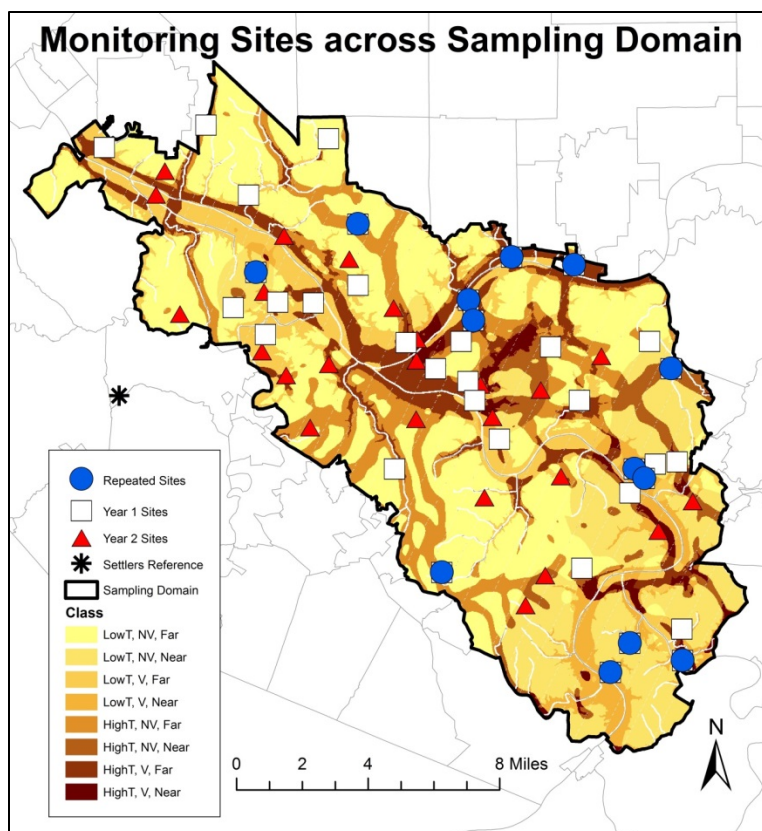 Monitoring Sites across Sampling Domain
Repeated Sites
Year 1 Sites
Year 2 Sites
Settlers Reference
Sampling Domain
Class
LowT, NV, Far
LowT, NV, Near
LowT, V, Far
LowT, V, Near
HighT, NV, Far
HighT, NV, Near
HighT, V, Far
HighT, V, Near
0 2 4 8 Miles
N